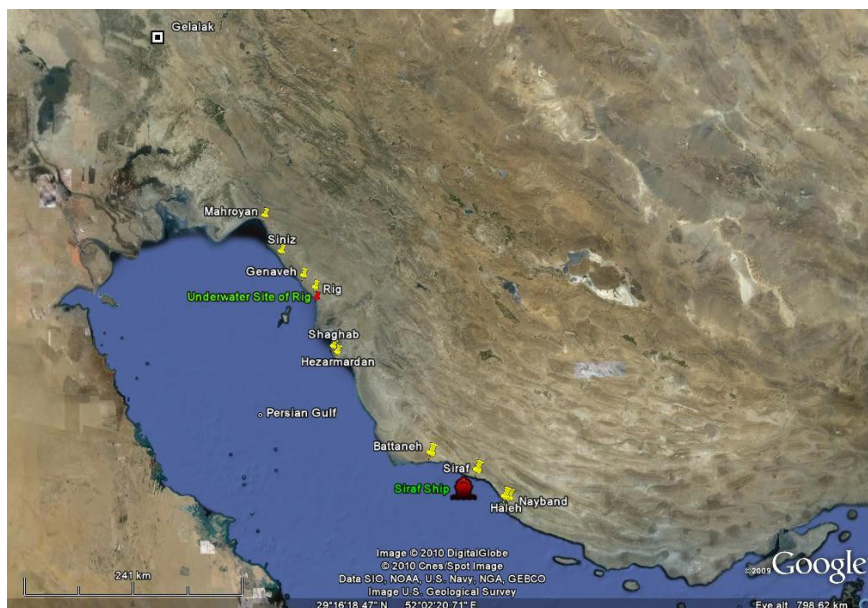 Gelalak
Mahroyan
Siniz
Genaveh
Rig
Underwater Site of Rig
Shaghab
Hezarmardan
Persian Gulf
Battaneh
Siraf
Siraf Ship
Nayband
Haleh
241 km
Image © 2010 DigitalGlobe
© 2010 Cnes/Spot Image
Data SIO, NOAA, U.S. Navy, NGA, GEBCO
Image U.S. Geological Survey
©2009 Google
29°16'18.47" N 52°02'20.71" E Eye alt 798.62 km